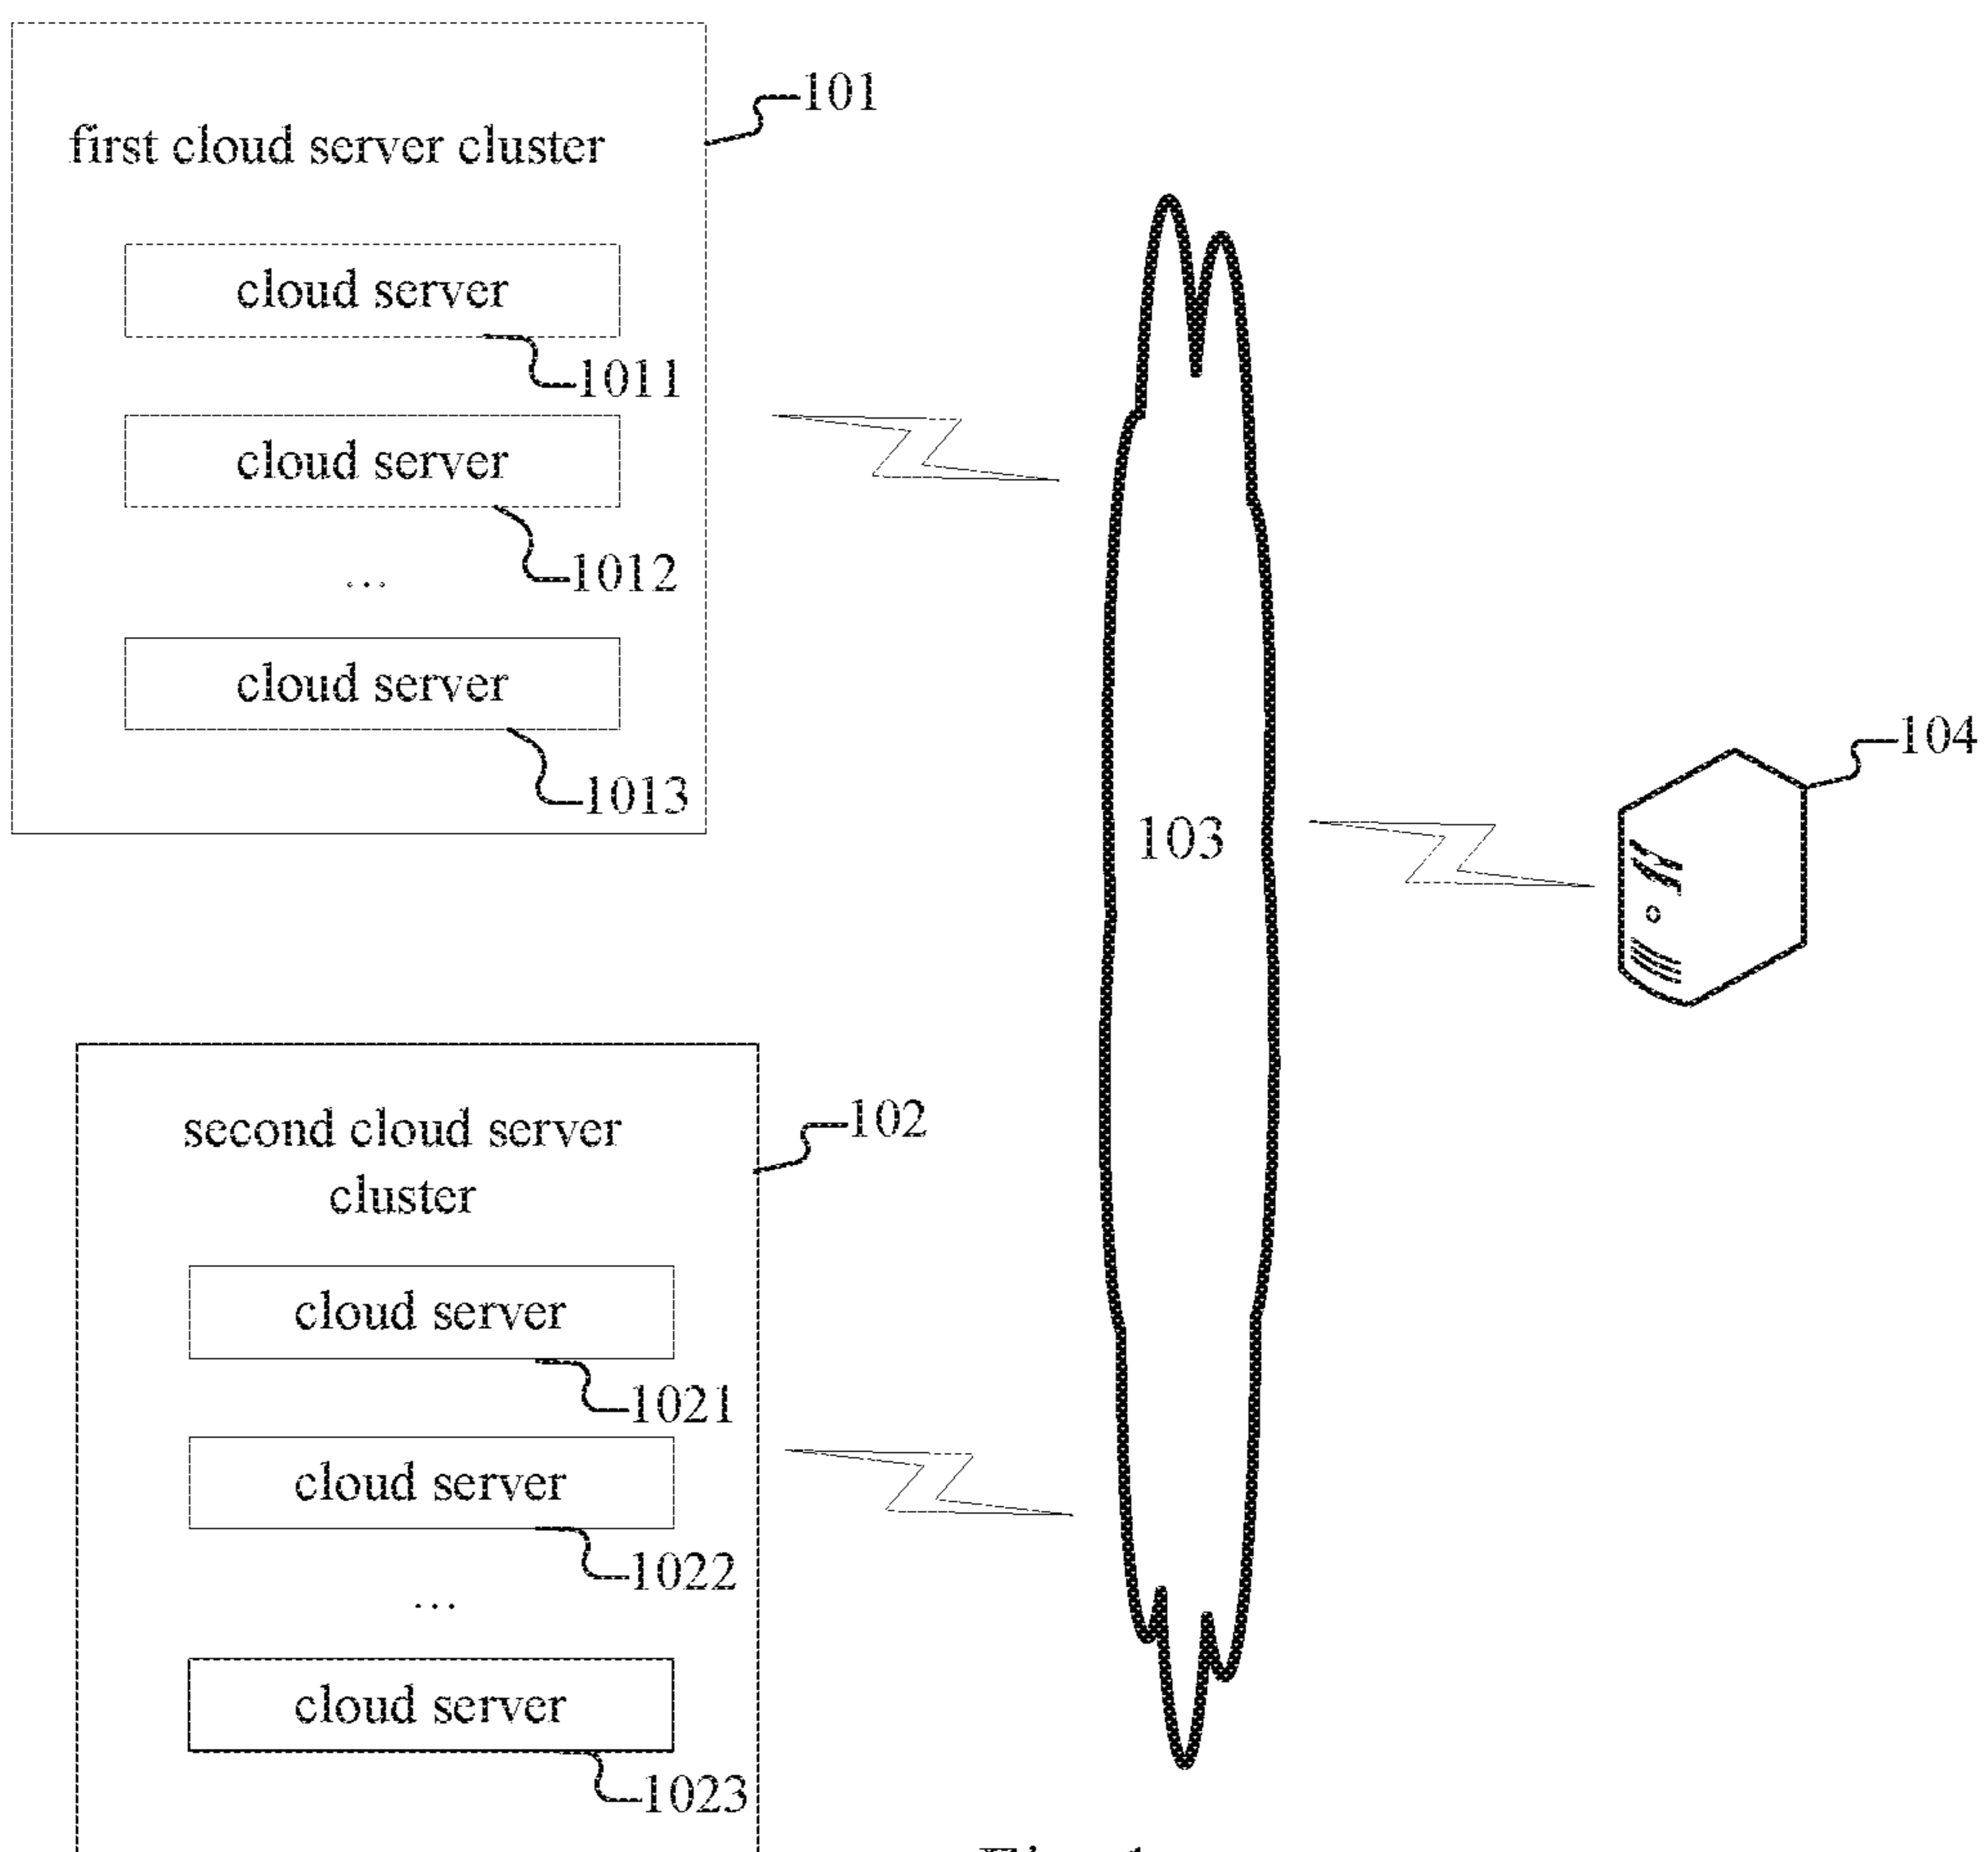 101
first cloud server cluster
cloud server
1011
cloud server
1012
...
cloud server
1013
103
104
102
second cloud server
cluster
cloud server
1021
cloud server
1022
...
cloud server
1023